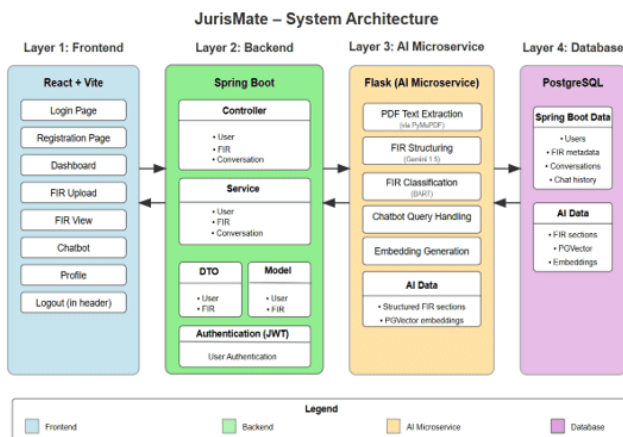 JurisMate – System Architecture
Layer 1: Frontend
Layer 2: Backend
Layer 3: AI Microservice
Layer 4: Database
React + Vite
Login Page
Registration Page
Dashboard
FIR Upload
FIR View
Chatbot
Profile
Logout (in header)
Spring Boot
Controller
• User
• FIR
• Conversation
Service
• User
• FIR
• Conversation
DTO
• User
• FIR
Model
• User
• FIR
Authentication (JWT)
User Authentication
Flask (AI Microservice)
PDF Text Extraction
(via PyMuPDF)
FIR Structuring
(Gemini 1.5)
FIR Classification
(BART)
Chatbot Query Handling
Embedding Generation
AI Data
• Structured FIR sections
• PGVector embeddings
PostgreSQL
Spring Boot Data
• Users
• FIR metadata
• Conversations
• Chat history
AI Data
• FIR sections
• PGVector
• Embeddings
Legend
Frontend
Backend
AI Microservice
Database